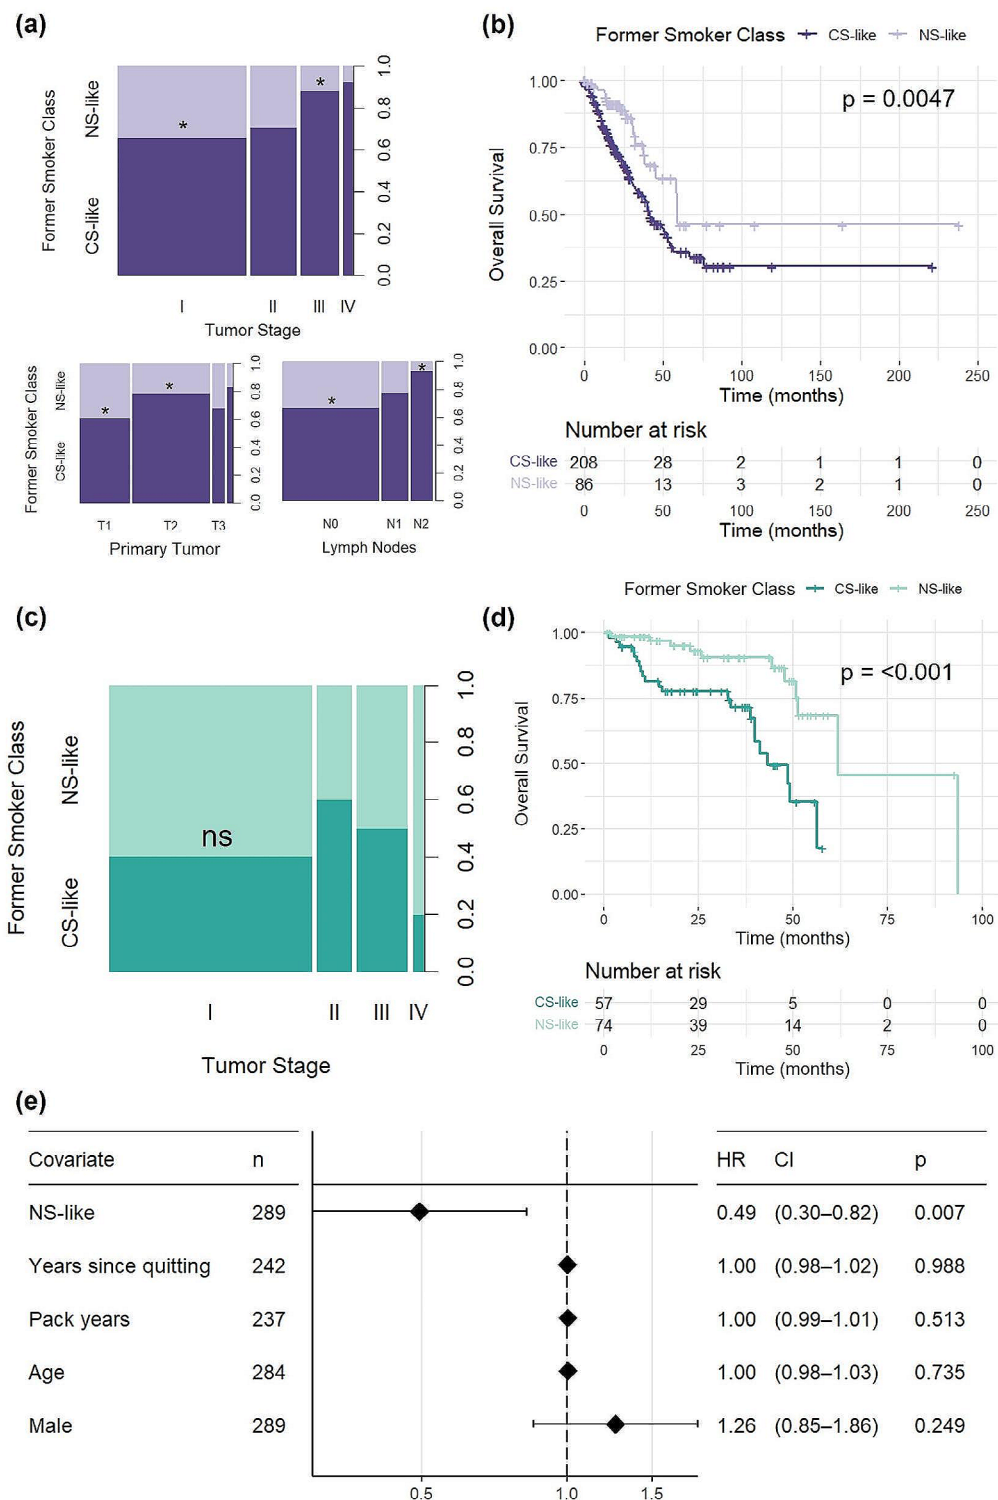 (a)
Former Smoker Class
NS-like
CS-like
*
*
0.0 0.2 0.4 0.6 0.8 1.0
I II III IV
Tumor Stage
Former Smoker Class
NS-like
CS-like
*
*
0.0 0.2 0.4 0.6 0.8 1.0
T1 T2 T3
Primary Tumor
*
*
0.0 0.2 0.4 0.6 0.8 1.0
N0 N1 N2
Lymph Nodes
(b)
Former Smoker Class CS-like NS-like
Overall Survival
1.00
0.75
0.50
0.25
0.00
p = 0.0047
0 50 100 150 200 250
Time (months)
Number at risk
CS-like 208 28 2 1 1 0
NS-like 86 13 3 2 1 0
0 50 100 150 200 250
Time (months)
(c)
Former Smoker Class
NS-like
CS-like
ns
0.0 0.2 0.4 0.6 0.8 1.0
I II III IV
Tumor Stage
(d)
Former Smoker Class CS-like NS-like
Overall Survival
1.00
0.75
0.50
0.25
0.00
p = <0.001
0 25 50 75 100
Time (months)
Number at risk
CS-like 57 29 5 0 0
NS-like 74 39 14 2 0
0 25 50 75 100
Time (months)
(e)
Covariate n HR CI p
NS-like 289 0.49 (0.30–0.82) 0.007
Years since quitting 242 1.00 (0.98–1.02) 0.988
Pack years 237 1.00 (0.99–1.01) 0.513
Age 284 1.00 (0.98–1.03) 0.735
Male 289 1.26 (0.85–1.86) 0.249
0.5 1.0 1.5